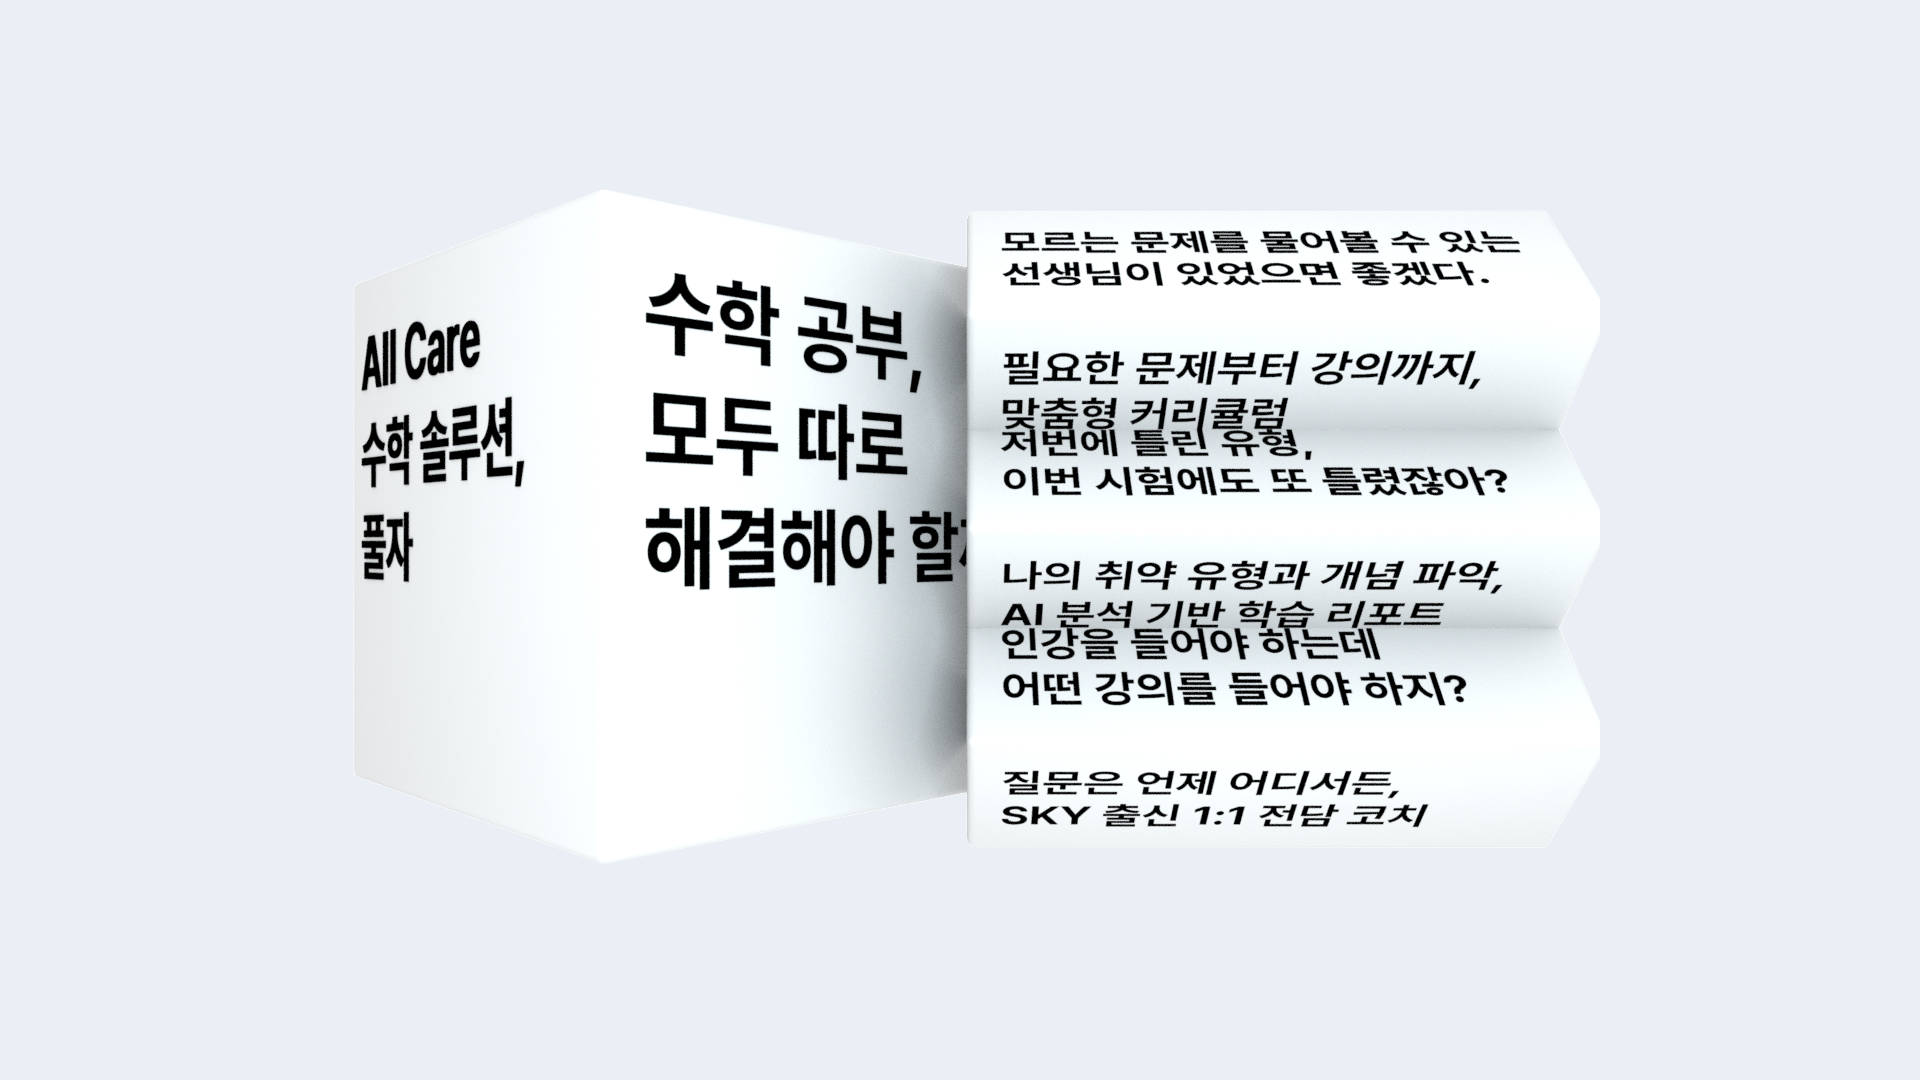 All Care
수학 솔루션,
풀자
수학 공부,
모두 따로
해결해야
모르는 문제를 물어볼 수 있는
선생님이 있었으면 좋겠다.
필요한 문제부터 강의까지,
맞춤형 커리큘럼
저번에 틀린 유형,
이번 시험에도 또 틀렸잖아?
나의 취약 유형과 개념 파악,
AI 분석 기반 학습 리포트
인강을 들어야 하는데
어떤 강의를 들어야 하지?
질문은 언제 어디서든,
SKY 출신 1:1 전담 코치